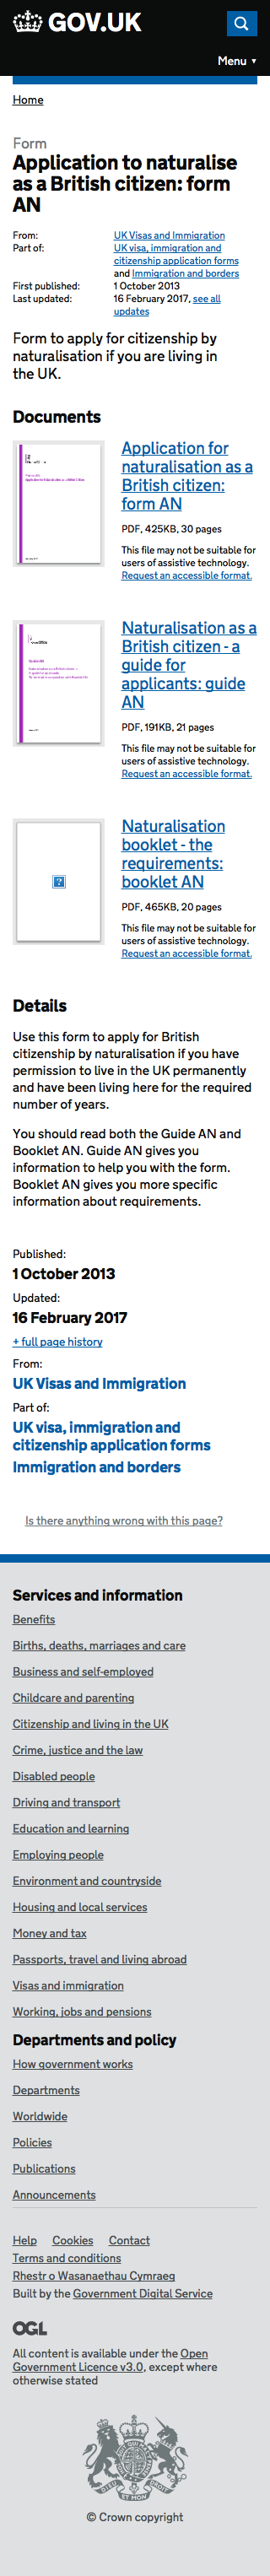 GOV.UK
Menu ▼
Home
Form
Application to naturalise
as a British citizen: form
AN
From: UK Visas and Immigration
Part of: UK visa, immigration and
citizenship application forms
and Immigration and borders
First published: 1 October 2013
Last updated: 16 February 2017, see all
updates
Form to apply for citizenship by
naturalisation if you are living in
the UK.
Documents
Application for
naturalisation as a
British citizen:
form AN
PDF, 425KB, 30 pages
This file may not be suitable for
users of assistive technology.
Request an accessible format.
Naturalisation as a
British citizen - a
guide for
applicants: guide
AN
PDF, 191KB, 21 pages
This file may not be suitable for
users of assistive technology.
Request an accessible format.
Naturalisation
booklet - the
requirements:
booklet AN
PDF, 465KB, 20 pages
This file may not be suitable for
users of assistive technology.
Request an accessible format.
Details
Use this form to apply for British
citizenship by naturalisation if you have
permission to live in the UK permanently
and have been living here for the required
number of years.
You should read both the Guide AN and
Booklet AN. Guide AN gives you
information to help you with the form.
Booklet AN gives you more specific
information about requirements.
Published:
1 October 2013
Updated:
16 February 2017
+ full page history
From:
UK Visas and Immigration
Part of:
UK visa, immigration and
citizenship application forms
Immigration and borders
Is there anything wrong with this page?
Services and information
Benefits
Births, deaths, marriages and care
Business and self-employed
Childcare and parenting
Citizenship and living in the UK
Crime, justice and the law
Disabled people
Driving and transport
Education and learning
Employing people
Environment and countryside
Housing and local services
Money and tax
Passports, travel and living abroad
Visas and immigration
Working, jobs and pensions
Departments and policy
How government works
Departments
Worldwide
Policies
Publications
Announcements
Help Cookies Contact
Terms and conditions
Rhestr o Wasanaethau Cymraeg
Built by the Government Digital Service
OGL
All content is available under the Open
Government Licence v3.0, except where
otherwise stated
© Crown copyright